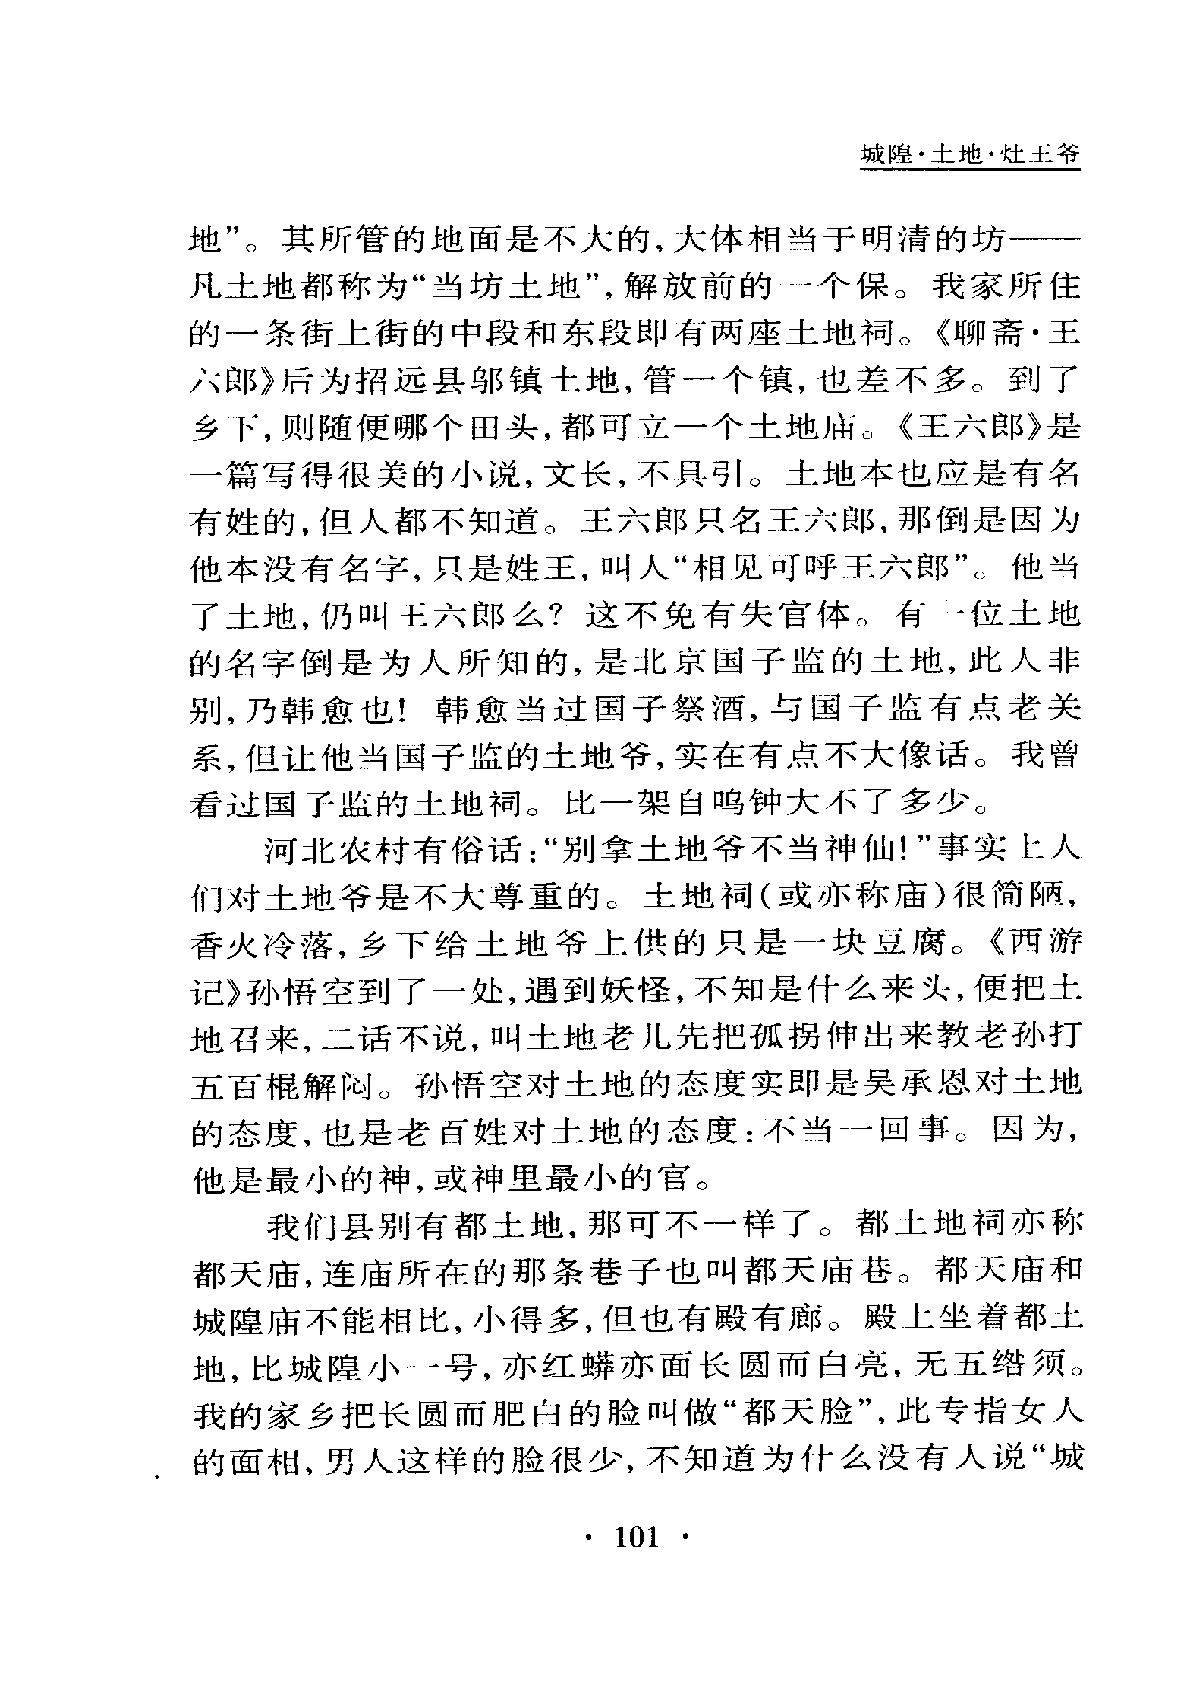 城隍·土地·灶王爷
地”。其所管的地面是不大的,大体相当于明清的坊——
凡土地都称为“当坊土地”,解放前的一个保。我家所住
的一条街上街的中段和东段即有两座土地祠。《聊斋·王
六郎》后为招远县邬镇土地,管一个镇,也差不多。到了
乡下,则随便哪个田头,都可立一个土地庙。《王六郎》是
一篇写得很美的小说,文长,不具引。土地本也应是有名
有姓的,但人都不知道。王六郎只名王六郎,那倒是因为
他本没有名字,只是姓王,叫人“相见可呼王六郎”。他当
了土地,仍叫王六郎么?这不免有失官体。有一位土地
的名字倒是为人所知的,是北京国子监的土地,此人非
别,乃韩愈也!韩愈当过国子祭酒,与国子监有点老关
系,但让他当国子监的土地爷,实在有点不大像话。我曾
看过国子监的土地祠。比一架自鸣钟大不了多少。
河北农村有俗话:“别拿土地爷不当神仙!”事实上人
们对土地爷是不大尊重的。土地祠(或亦称庙)很简陋,
香火冷落,乡下给土地爷上供的只是一块豆腐。《西游
记》孙悟空到了一处,遇到妖怪,不知是什么来头,便把土
地召来,二话不说,叫土地老儿先把孤拐伸出来教老孙打
五百棍解闷。孙悟空对土地的态度实即是吴承恩对土地
的态度,也是老百姓对土地的态度:不当一回事。因为,
他是最小的神,或神里最小的官。
我们县别有都土地,那可不一样了。都土地祠亦称
都天庙,连庙所在的那条巷子也叫都天庙巷。都天庙和
城隍庙不能相比,小得多,但也有殿有廊。殿上坐着都土
地,比城隍小一号,亦红蟒亦面长圆而白亮,无五绺须。
我的家乡把长圆而肥白的脸叫做“都天脸”,此专指女人
的面相,男人这样的脸很少,不知道为什么没有人说“城
· 101 ·